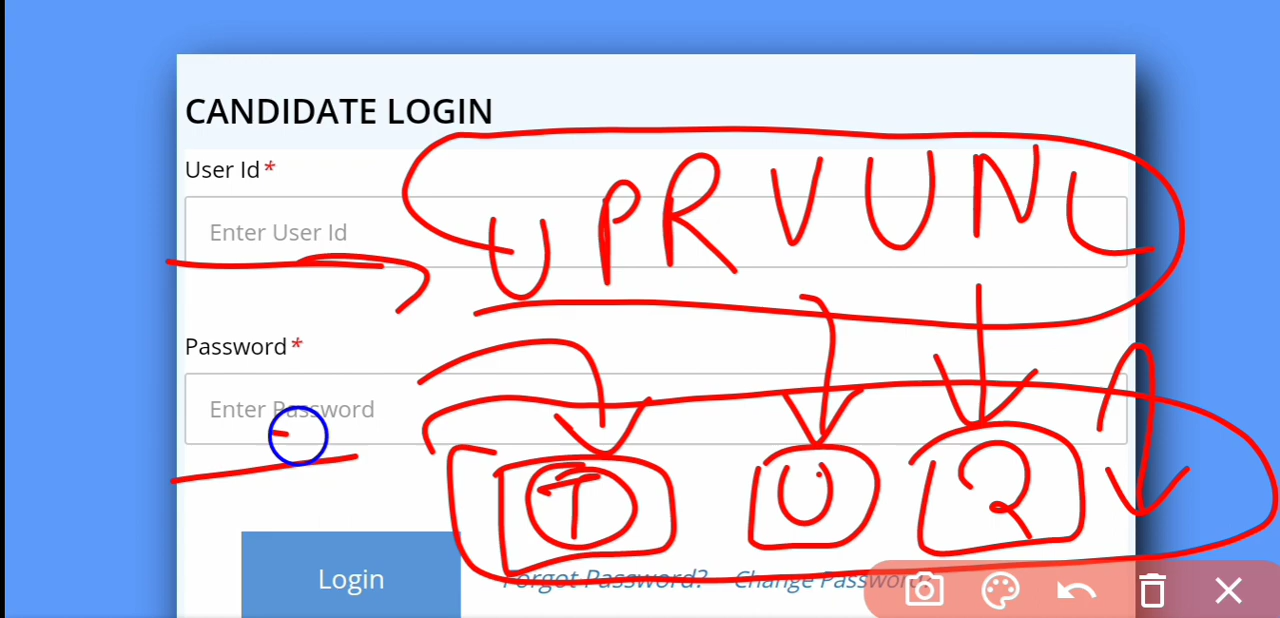 CANDIDATE LOGIN
User Id*
UPRVUNL
Enter User Id
Password*
Enter Password
T U Q
Login
Forgot Password? Change Password?